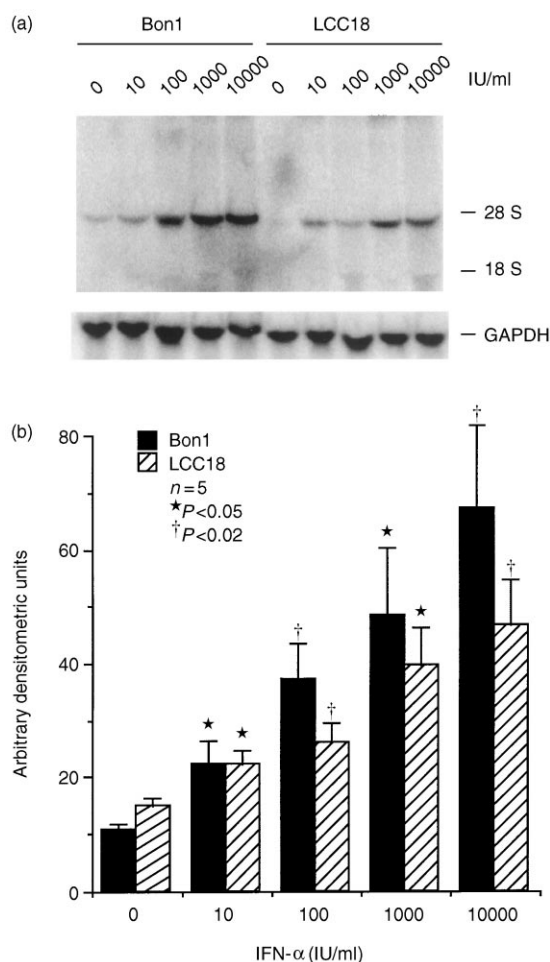 (a)
Bon1 LCC18
0 10 100 1000 10000 0 10 100 1000 10000 IU/ml
– 28 S
– 18 S
– GAPDH
(b)
80
60
40
20
0
Arbitrary densitometric units
Bon1
LCC18
n=5
★P<0.05
†P<0.02
★ ★ † † ★ ★ † †
0 10 100 1000 10000
IFN-α (IU/ml)